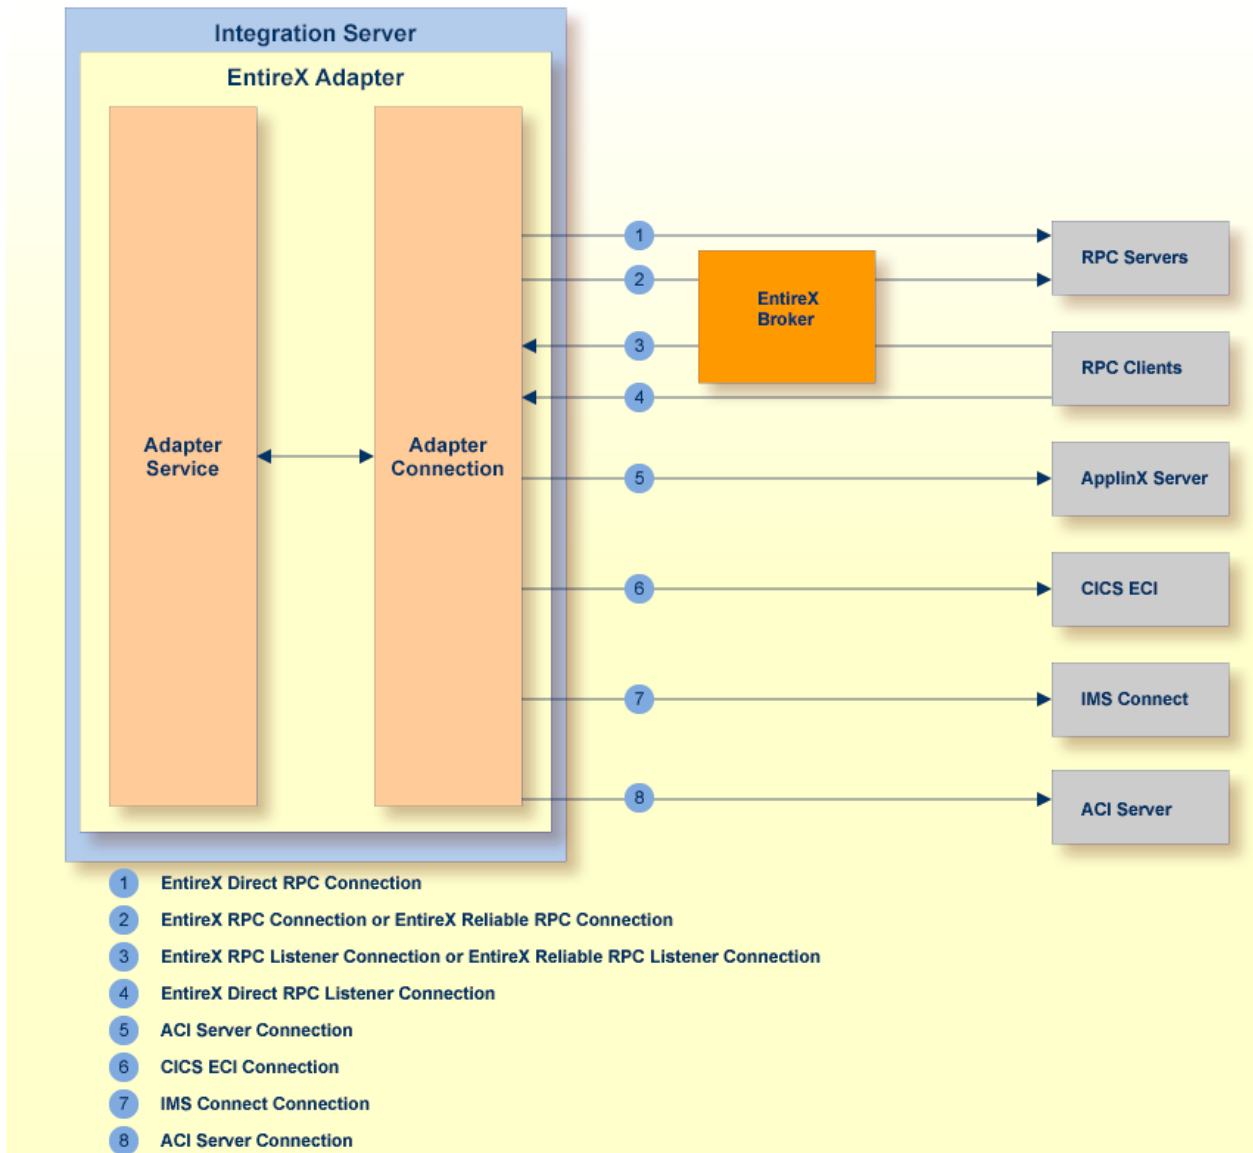 Integration Server
EntireX Adapter
Adapter
Service
Adapter
Connection
1
2
3
4
5
6
7
8
EntireX
Broker
RPC Servers
RPC Clients
ApplinX Server
CICS ECI
IMS Connect
ACI Server
1 EntireX Direct RPC Connection
2 EntireX RPC Connection or EntireX Reliable RPC Connection
3 EntireX RPC Listener Connection or EntireX Reliable RPC Listener Connection
4 EntireX Direct RPC Listener Connection
5 ACI Server Connection
6 CICS ECI Connection
7 IMS Connect Connection
8 ACI Server Connection